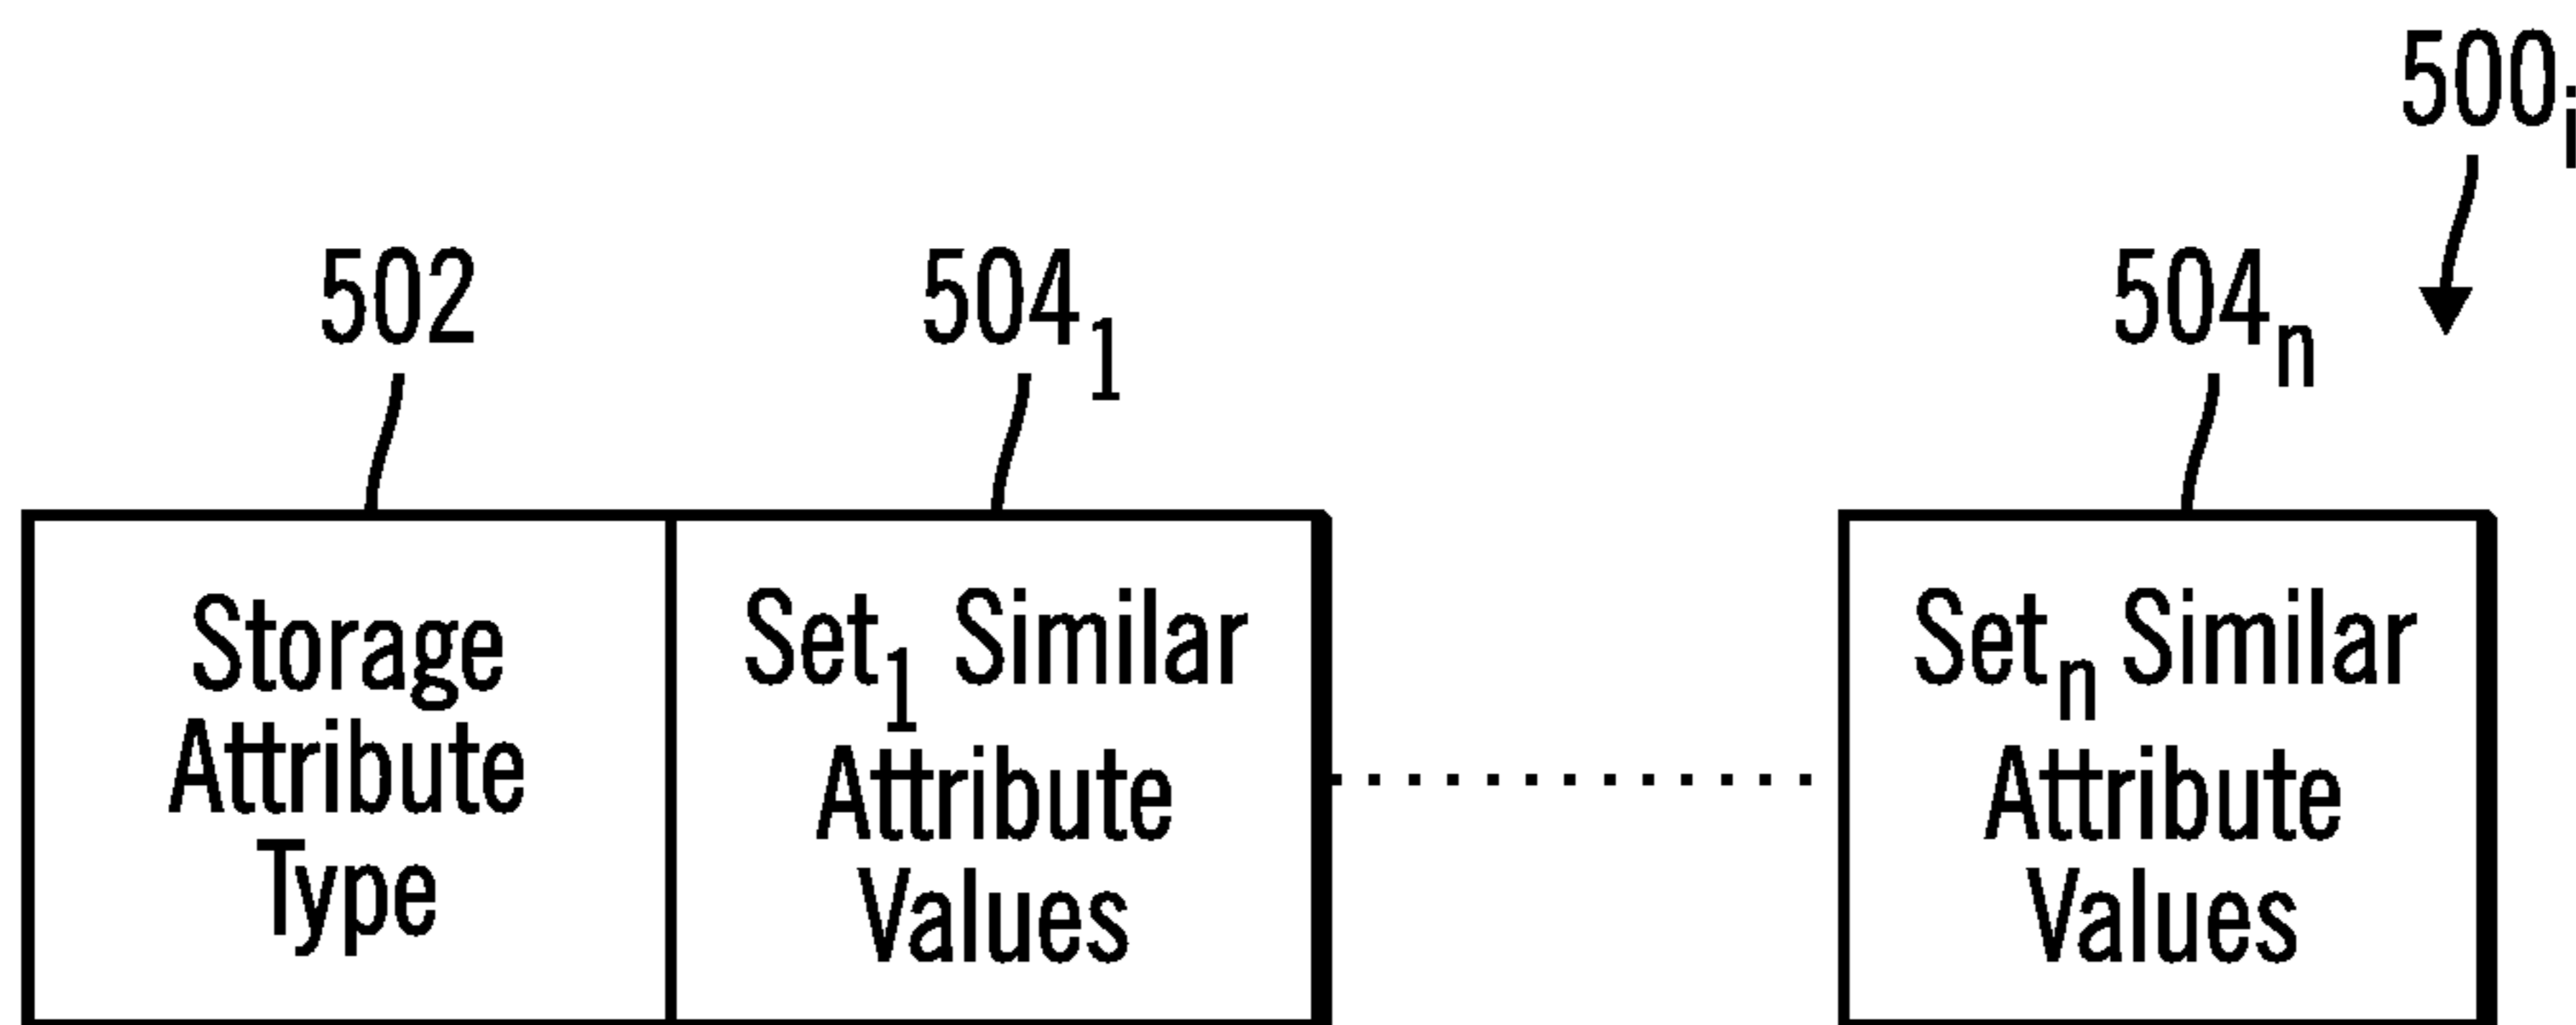 500i
502 504₁ 504ₙ
Storage
Attribute
Type
Set₁ Similar
Attribute
Values
Setₙ Similar
Attribute
Values